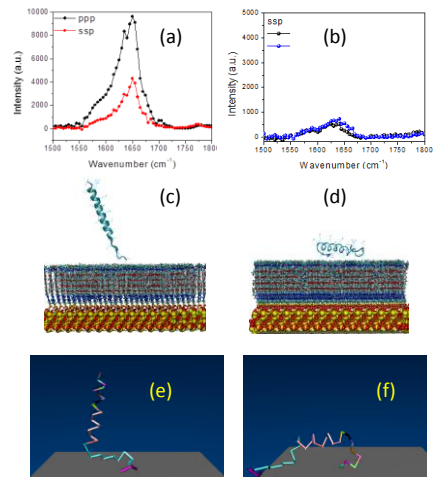 (a)
ppp
ssp
Intensity (a.u.)
10000
8000
6000
4000
2000
0
1500 1550 1600 1650 1700 1750 1800
Wavenumber (cm⁻¹)
(b)
ssp
Intensity (a.u.)
5000
4000
3000
2000
1000
0
1500 1550 1600 1650 1700 1750 1800
Wavenumber (cm⁻¹)
(c)
(d)
(e)
(f)